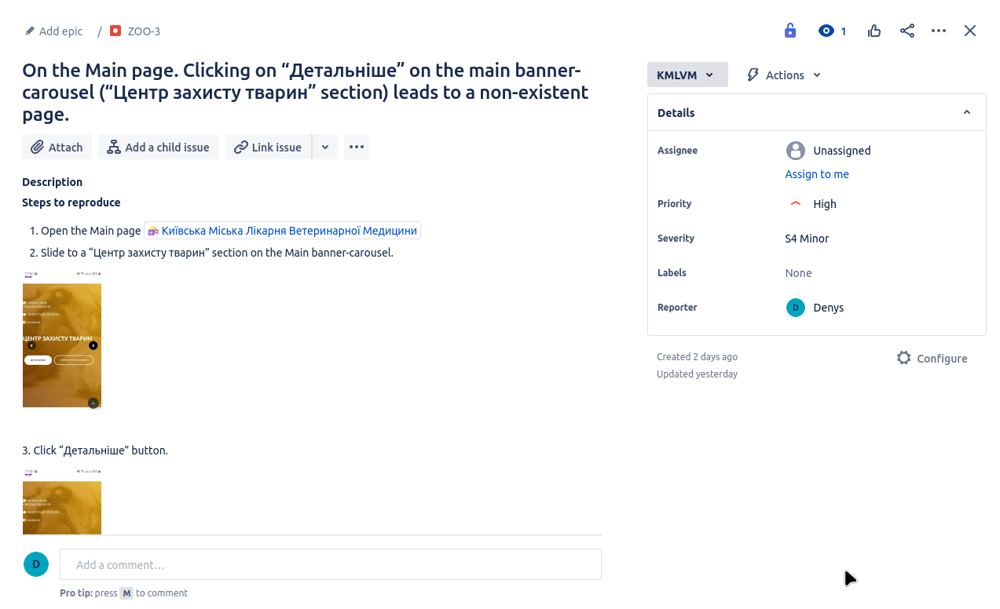 Add epic / ZOO-3
1
On the Main page. Clicking on “Детальніше” on the main banner-
carousel (“Центр захисту тварин” section) leads to a non-existent
page.
Attach
Add a child issue
Link issue
Description
Steps to reproduce
1. Open the Main page Київська Міська Лікарня Ветеринарної Медицини
2. Slide to a “Центр захисту тварин” section on the Main banner-carousel.
ЦЕНТР ЗАХИСТУ ТВАРИН
3. Click “Детальніше” button.
D
Add a comment…
Pro tip: press M to comment
KMLVM
Actions
Details
Assignee
Unassigned
Assign to me
Priority
High
Severity
S4 Minor
Labels
None
Reporter
D Denys
Created 2 days ago
Updated yesterday
Configure